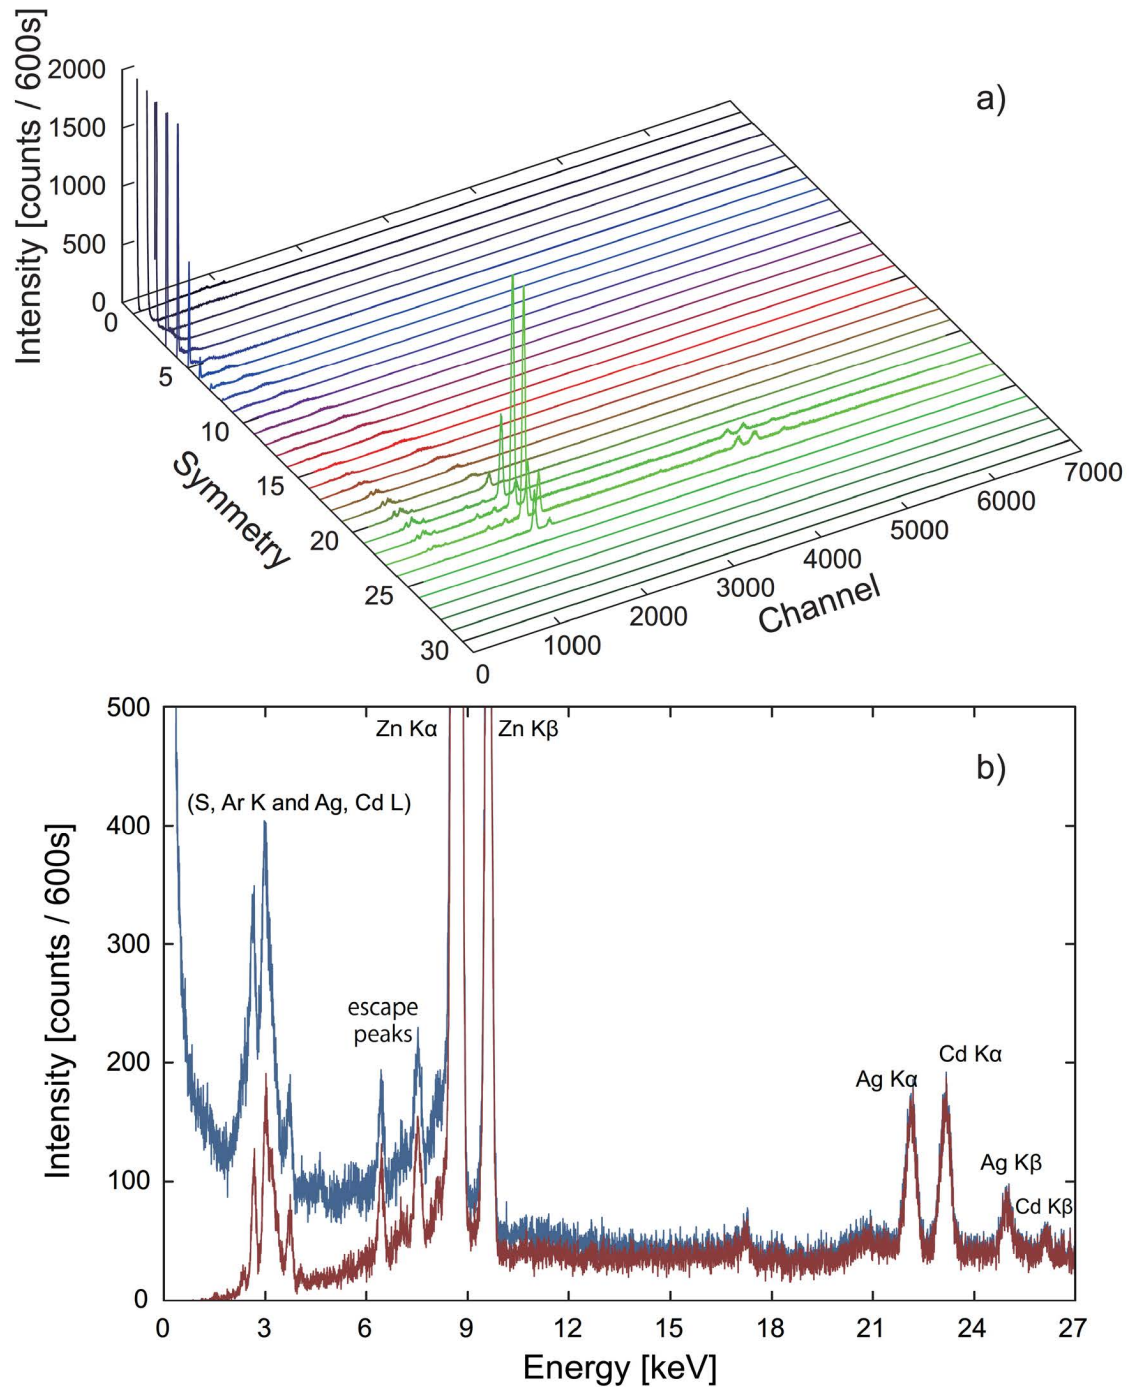 a)
Intensity [counts / 600s]
2000
1500
1000
500
0
0
5
10
15
20
25
30
Symmetry
0
1000
2000
3000
4000
5000
6000
7000
Channel
b)
Intensity [counts / 600s]
500
400
300
200
100
0
Zn Kα
Zn Kβ
(S, Ar K and Ag, Cd L)
escape
peaks
Cd Kα
Ag Kα
Ag Kβ
Cd Kβ
0
3
6
9
12
15
18
21
24
27
Energy [keV]